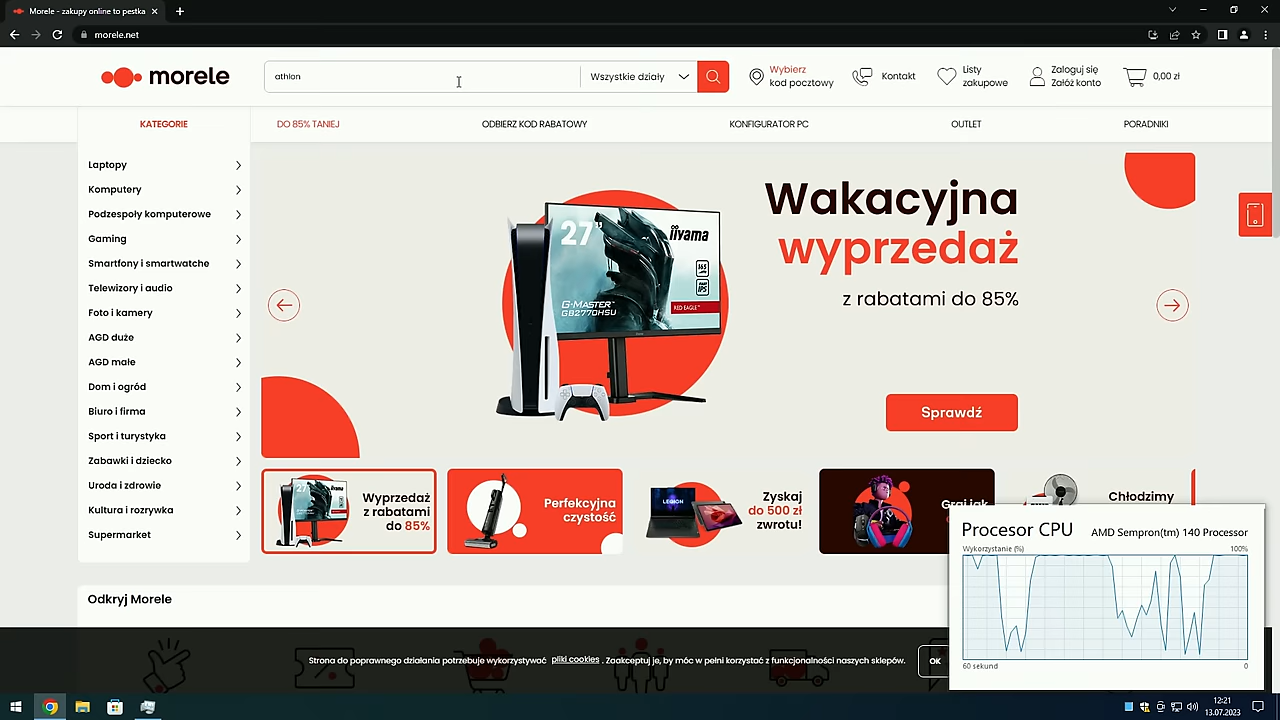 Morele - zakupy online to pestka
morele.net
morele
athlon
Wszystkie działy
Wybierz
kod pocztowy
Kontakt
Listy
zakupowe
Zaloguj się
Załóż konto
0,00 zł
KATEGORIE
DO 85% TANIEJ
ODBIERZ KOD RABATOWY
KONFIGURATOR PC
OUTLET
PORADNIKI
Laptopy
Komputery
Podzespoły komputerowe
Gaming
Smartfony i smartwatche
Telewizory i audio
Foto i kamery
AGD duże
AGD małe
Dom i ogród
Biuro i firma
Sport i turystyka
Zabawki i dziecko
Uroda i zdrowie
Kultura i rozrywka
Supermarket
27"
iiyama
165
G-MASTER
GB2770HSU
RED EAGLE
Wakacyjna
wyprzedaż
z rabatami do 85%
Sprawdź
27"
Wyprzedaż
z rabatami
do 85%
Perfekcyjna
czystość
LEGION
Zyskaj
do 500 zł
zwrotu!
Graj jak
Chłodzimy
Odkryj Morele
Strona do poprawnego działania potrzebuje wykorzystywać pliki cookies . Zaakceptuj je, by móc w pełni korzystać z funkcjonalności naszych sklepów.
OK
Procesor CPU
AMD Sempron(tm) 140 Processor
Wykorzystanie (%)
100%
60 sekund
0
12:21
13.07.2023